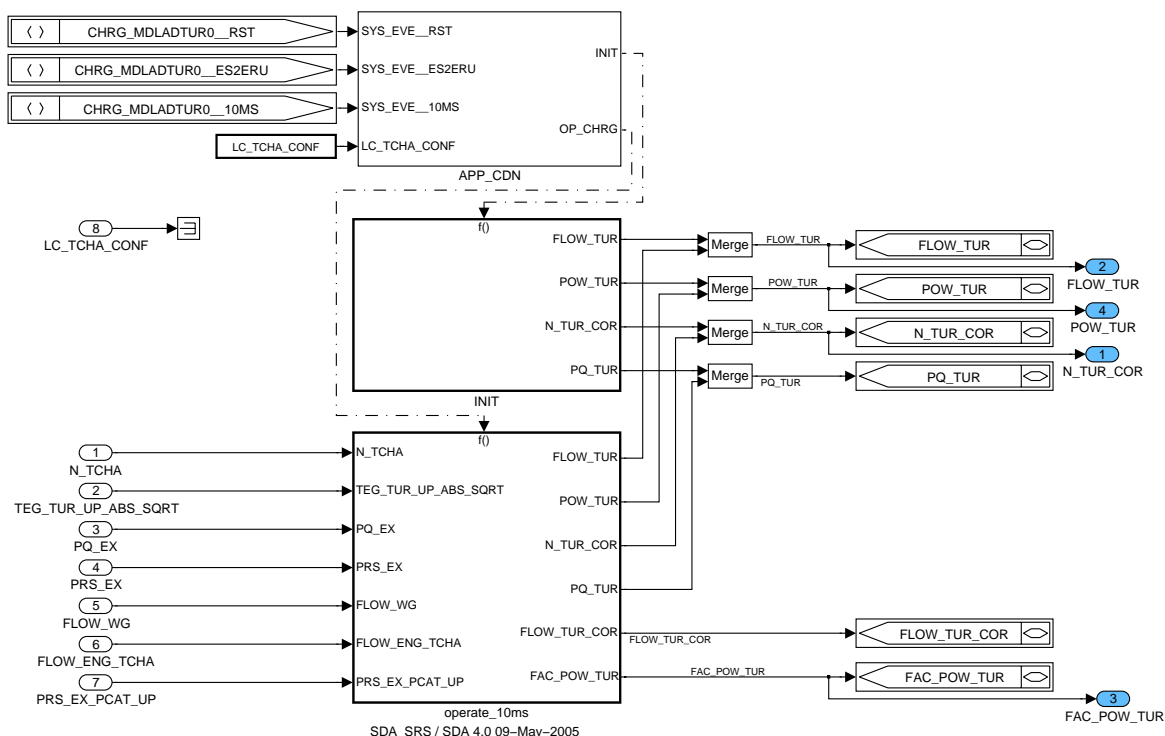 CHRG_MDLADTUR0__RST
SYS_EVE__RST
INIT
CHRG_MDLADTUR0__ES2ERU
SYS_EVE__ES2ERU
CHRG_MDLADTUR0__10MS
SYS_EVE__10MS
OP_CHRG
LC_TCHA_CONF
LC_TCHA_CONF
APP_CDN
8
LC_TCHA_CONF
f()
FLOW_TUR
Merge
FLOW_TUR
FLOW_TUR
2
FLOW_TUR
POW_TUR
Merge
POW_TUR
POW_TUR
4
POW_TUR
N_TUR_COR
Merge
N_TUR_COR
N_TUR_COR
1
N_TUR_COR
PQ_TUR
Merge
PQ_TUR
PQ_TUR
INIT
f()
1
N_TCHA
N_TCHA
FLOW_TUR
2
TEG_TUR_UP_ABS_SQRT
TEG_TUR_UP_ABS_SQRT
POW_TUR
3
PQ_EX
PQ_EX
N_TUR_COR
4
PRS_EX
PRS_EX
PQ_TUR
5
FLOW_WG
FLOW_WG
FLOW_TUR_COR
FLOW_TUR_COR
FLOW_TUR_COR
6
FLOW_ENG_TCHA
FLOW_ENG_TCHA
FAC_POW_TUR
FAC_POW_TUR
FAC_POW_TUR
7
PRS_EX_PCAT_UP
PRS_EX_PCAT_UP
3
FAC_POW_TUR
operate_10ms
SDA_SRS / SDA 4.0 09–May–2005